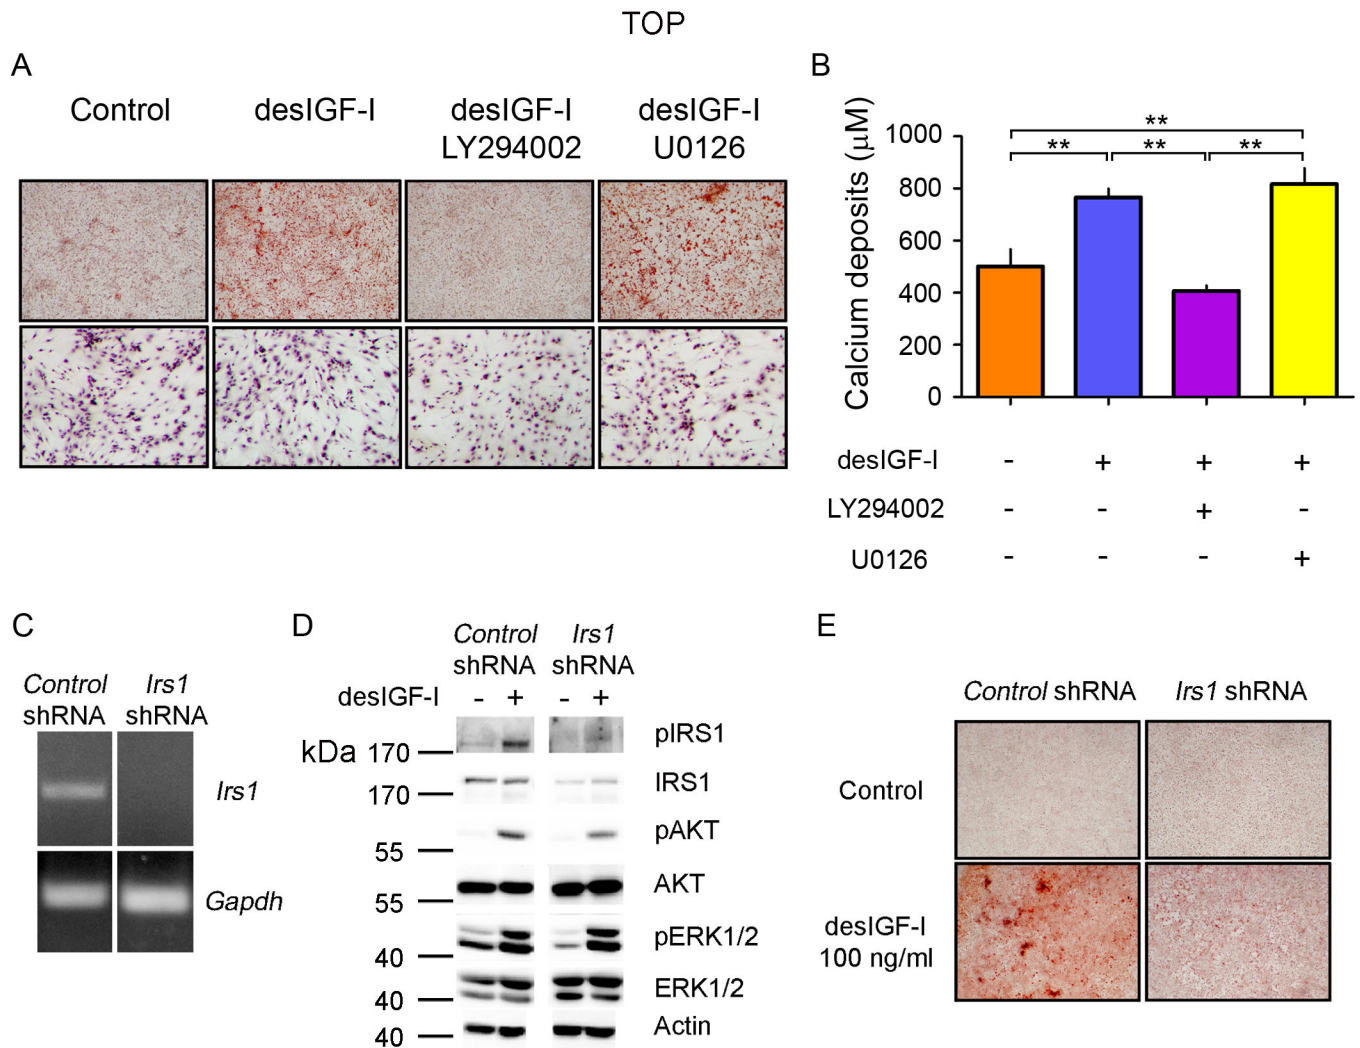 TOP
A
Control
desIGF-I
desIGF-I
LY294002
desIGF-I
U0126
B
Calcium deposits (μM)
1000
800
600
400
200
0
**
** ** **
desIGF-I - + + +
LY294002 - - + -
U0126 - - - +
C
Control
shRNA
Irs1
shRNA
Irs1
Gapdh
D
Control
shRNA
Irs1
shRNA
desIGF-I - + - +
kDa 170 pIRS1
170 IRS1
55 pAKT
55 AKT
40 pERK1/2
40 ERK1/2
40 Actin
E
Control shRNA Irs1 shRNA
Control
desIGF-I
100 ng/ml